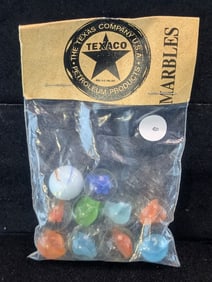 THE TEXAS COMPANY U.S.A.
TEXACO
PETROLEUM PRODUCTS
MARBLES